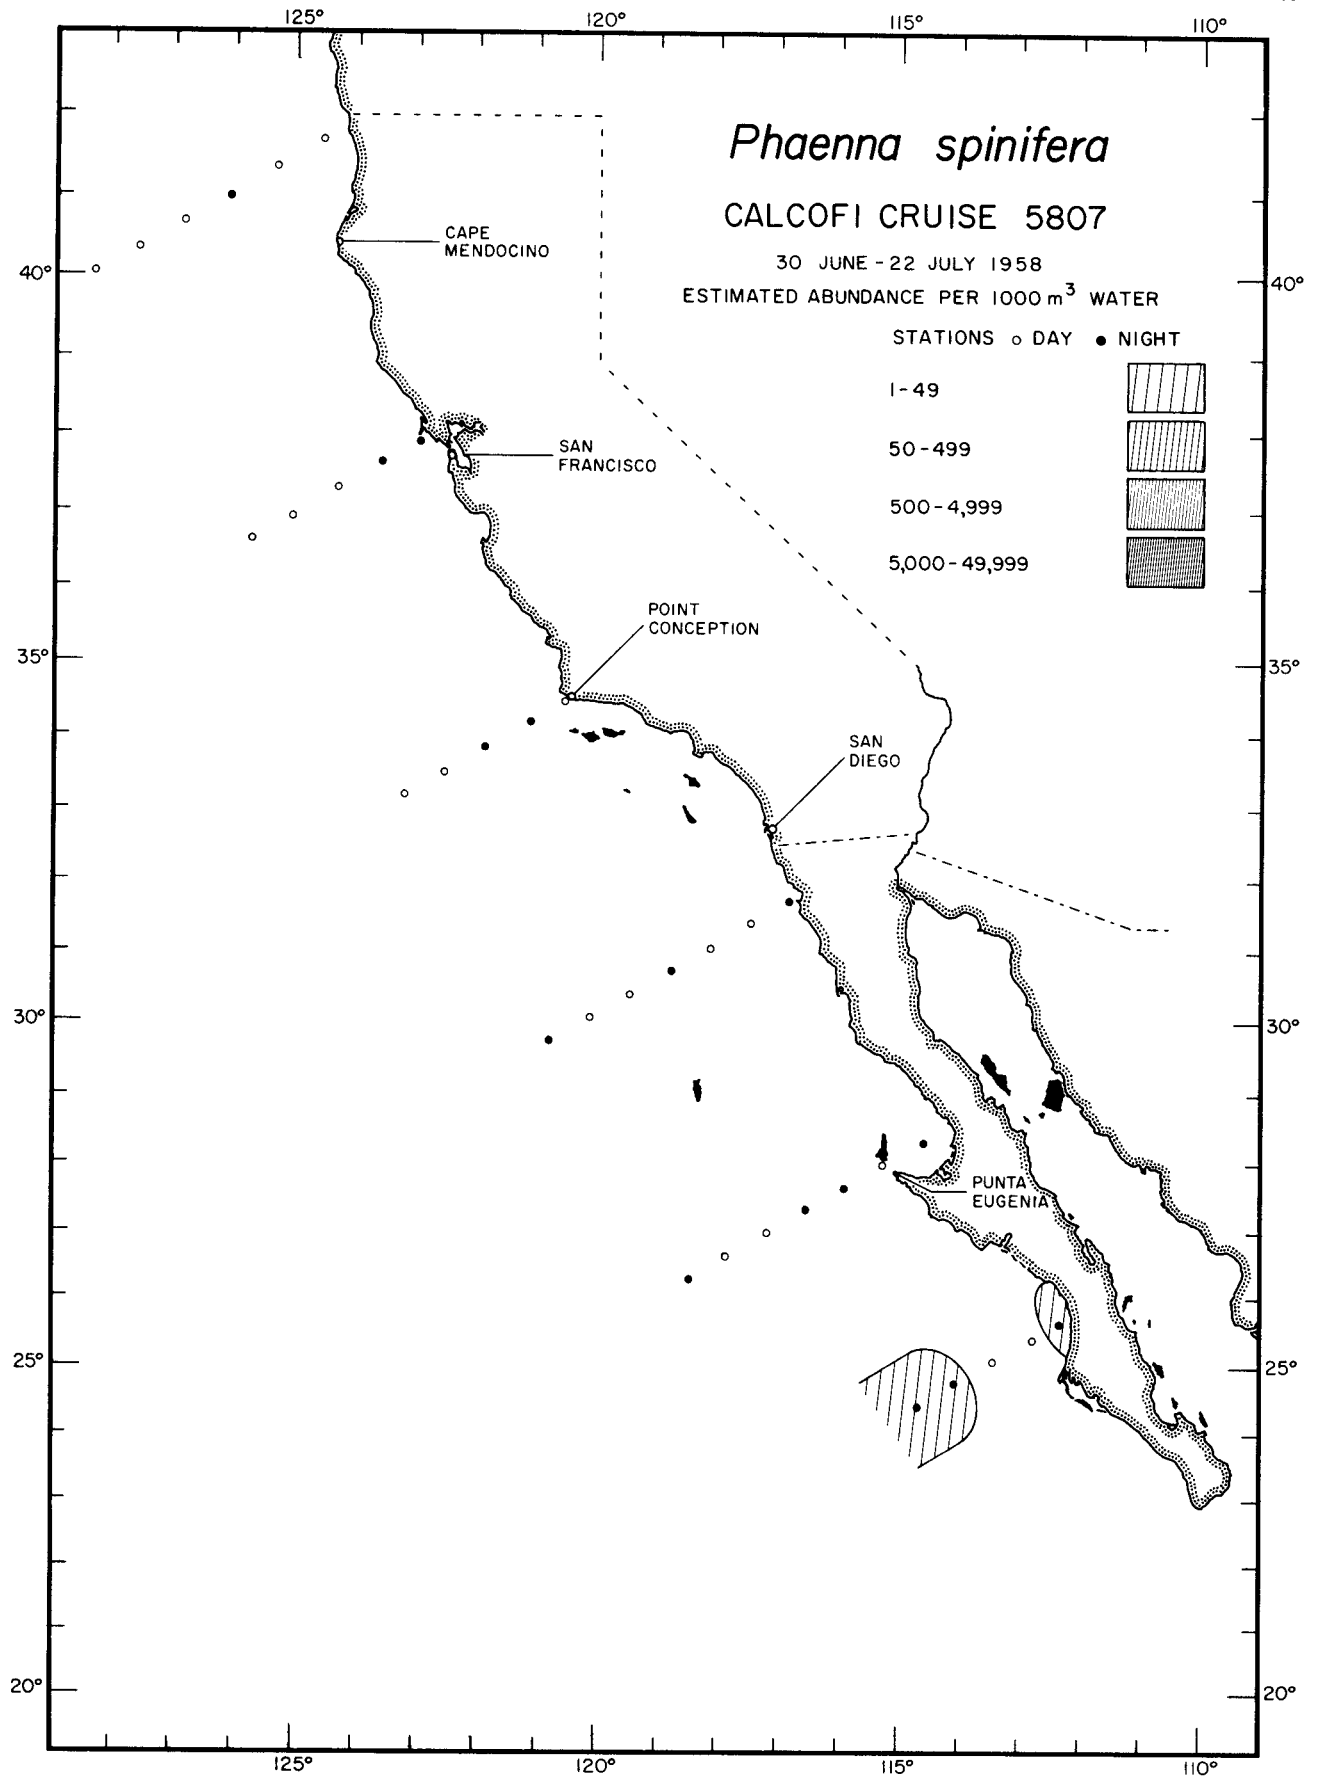 125° 120° 115° 110°
Phaenna spinifera
CALCOFI CRUISE 5807
30 JUNE - 22 JULY 1958
ESTIMATED ABUNDANCE PER 1000 m³ WATER
STATIONS ○ DAY ● NIGHT
1-49
50-499
500-4,999
5,000-49,999
CAPE
MENDOCINO
40° 40°
SAN
FRANCISCO
POINT
CONCEPTION
35° 35°
SAN
DIEGO
30° 30°
PUNTA
EUGENIA
25° 25°
20° 20°
125° 120° 115° 110°